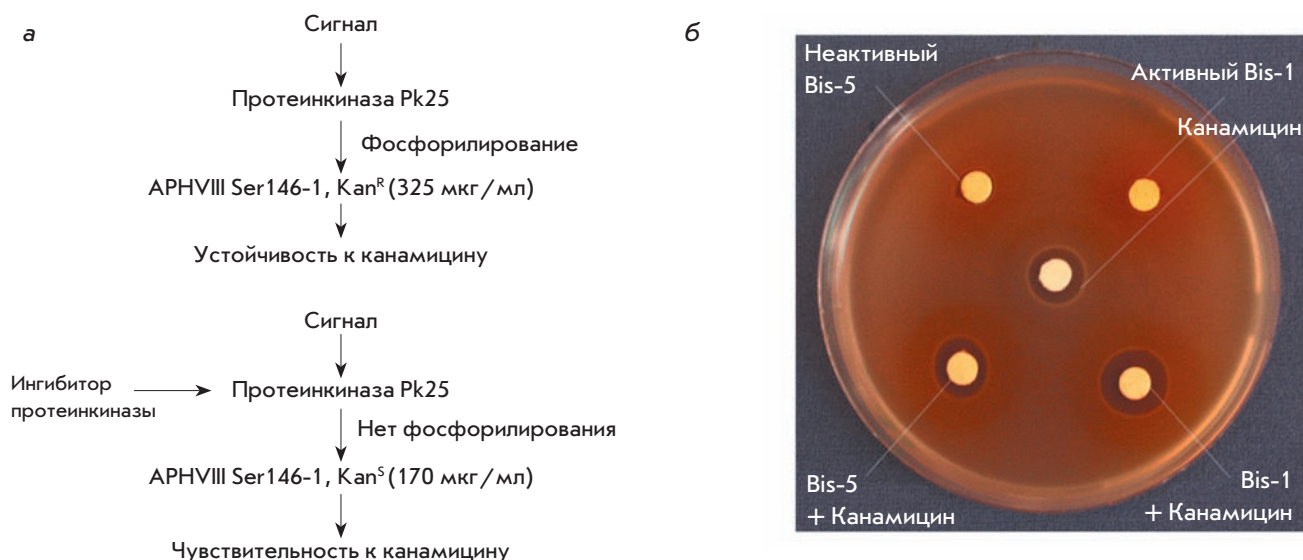 а
Сигнал
Протеинкиназа Pk25
Фосфорилирование
APHVIII Ser146-1, Kanᴿ (325 мкг/мл)
Устойчивость к канамицину
Сигнал
Ингибитор
протеинкиназы
Протеинкиназа Pk25
Нет фосфорилирования
APHVIII Ser146-1, Kanˢ (170 мкг/мл)
Чувствительность к канамицину
б
Неактивный
Bis-5
Активный Bis-1
Канамицин
Bis-5
+ Канамицин
Bis-1
+ Канамицин